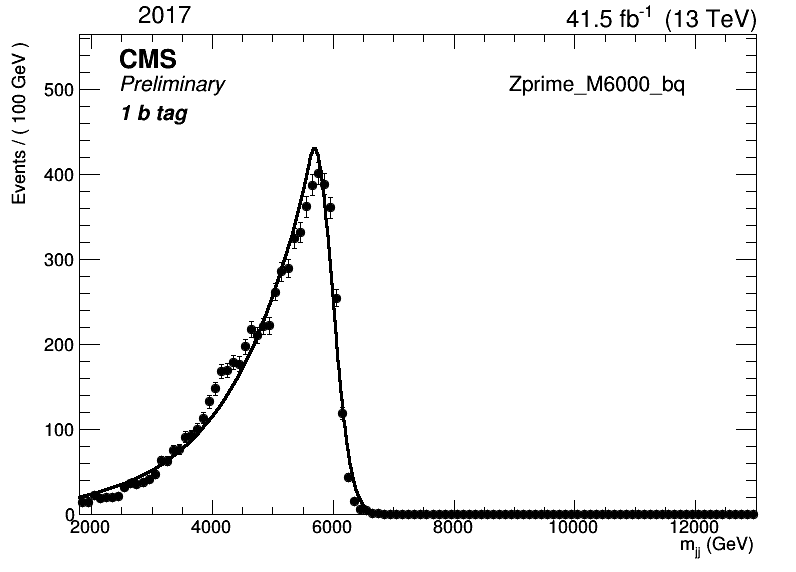 2017 41.5 fb-1 (13 TeV)
CMS
Preliminary
1 b tag
Zprime_M6000_bq
Events / ( 100 GeV )
500
400
300
200
100
0
2000 4000 6000 8000 10000 12000
mjj (GeV)